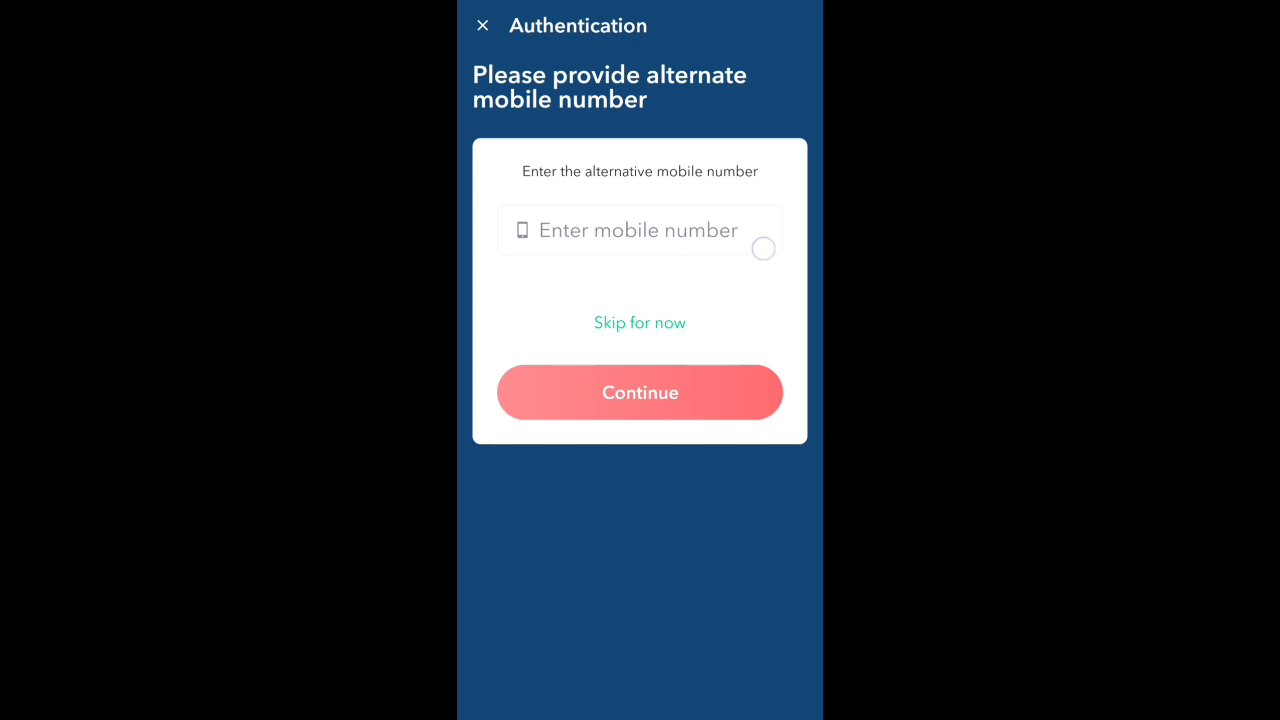 Authentication
Please provide alternate
mobile number
Enter the alternative mobile number
Enter mobile number
Skip for now
Continue